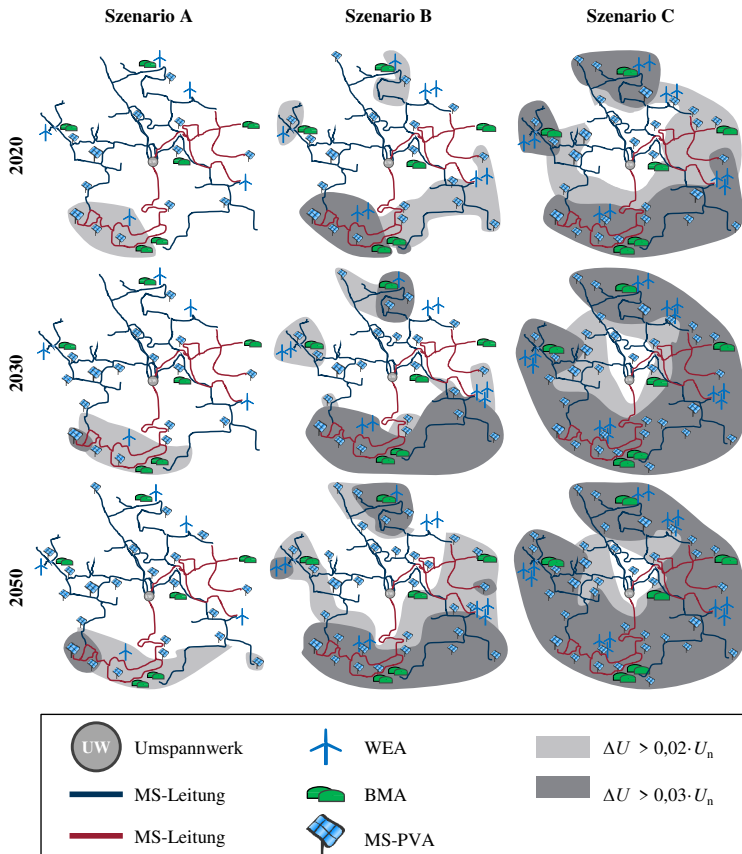 Szenario A
Szenario B
Szenario C
2020
2030
2050
UW
Umspannwerk
WEA
ΔU > 0,02·Uₙ
MS-Leitung
BMA
ΔU > 0,03·Uₙ
MS-Leitung
MS-PVA